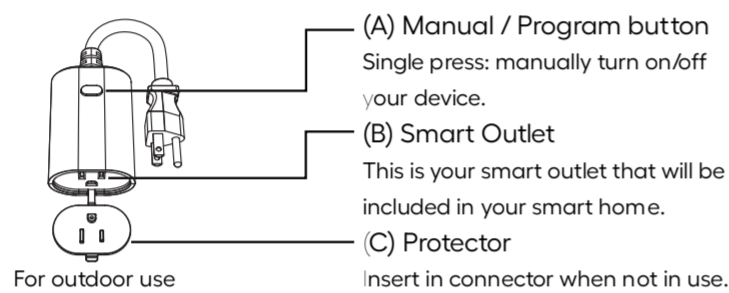 (A) Manual / Program button
Single press: manually turn on/off
your device.
(B) Smart Outlet
This is your smart outlet that will be
included in your smart home.
(C) Protector
Insert in connector when not in use.
For outdoor use